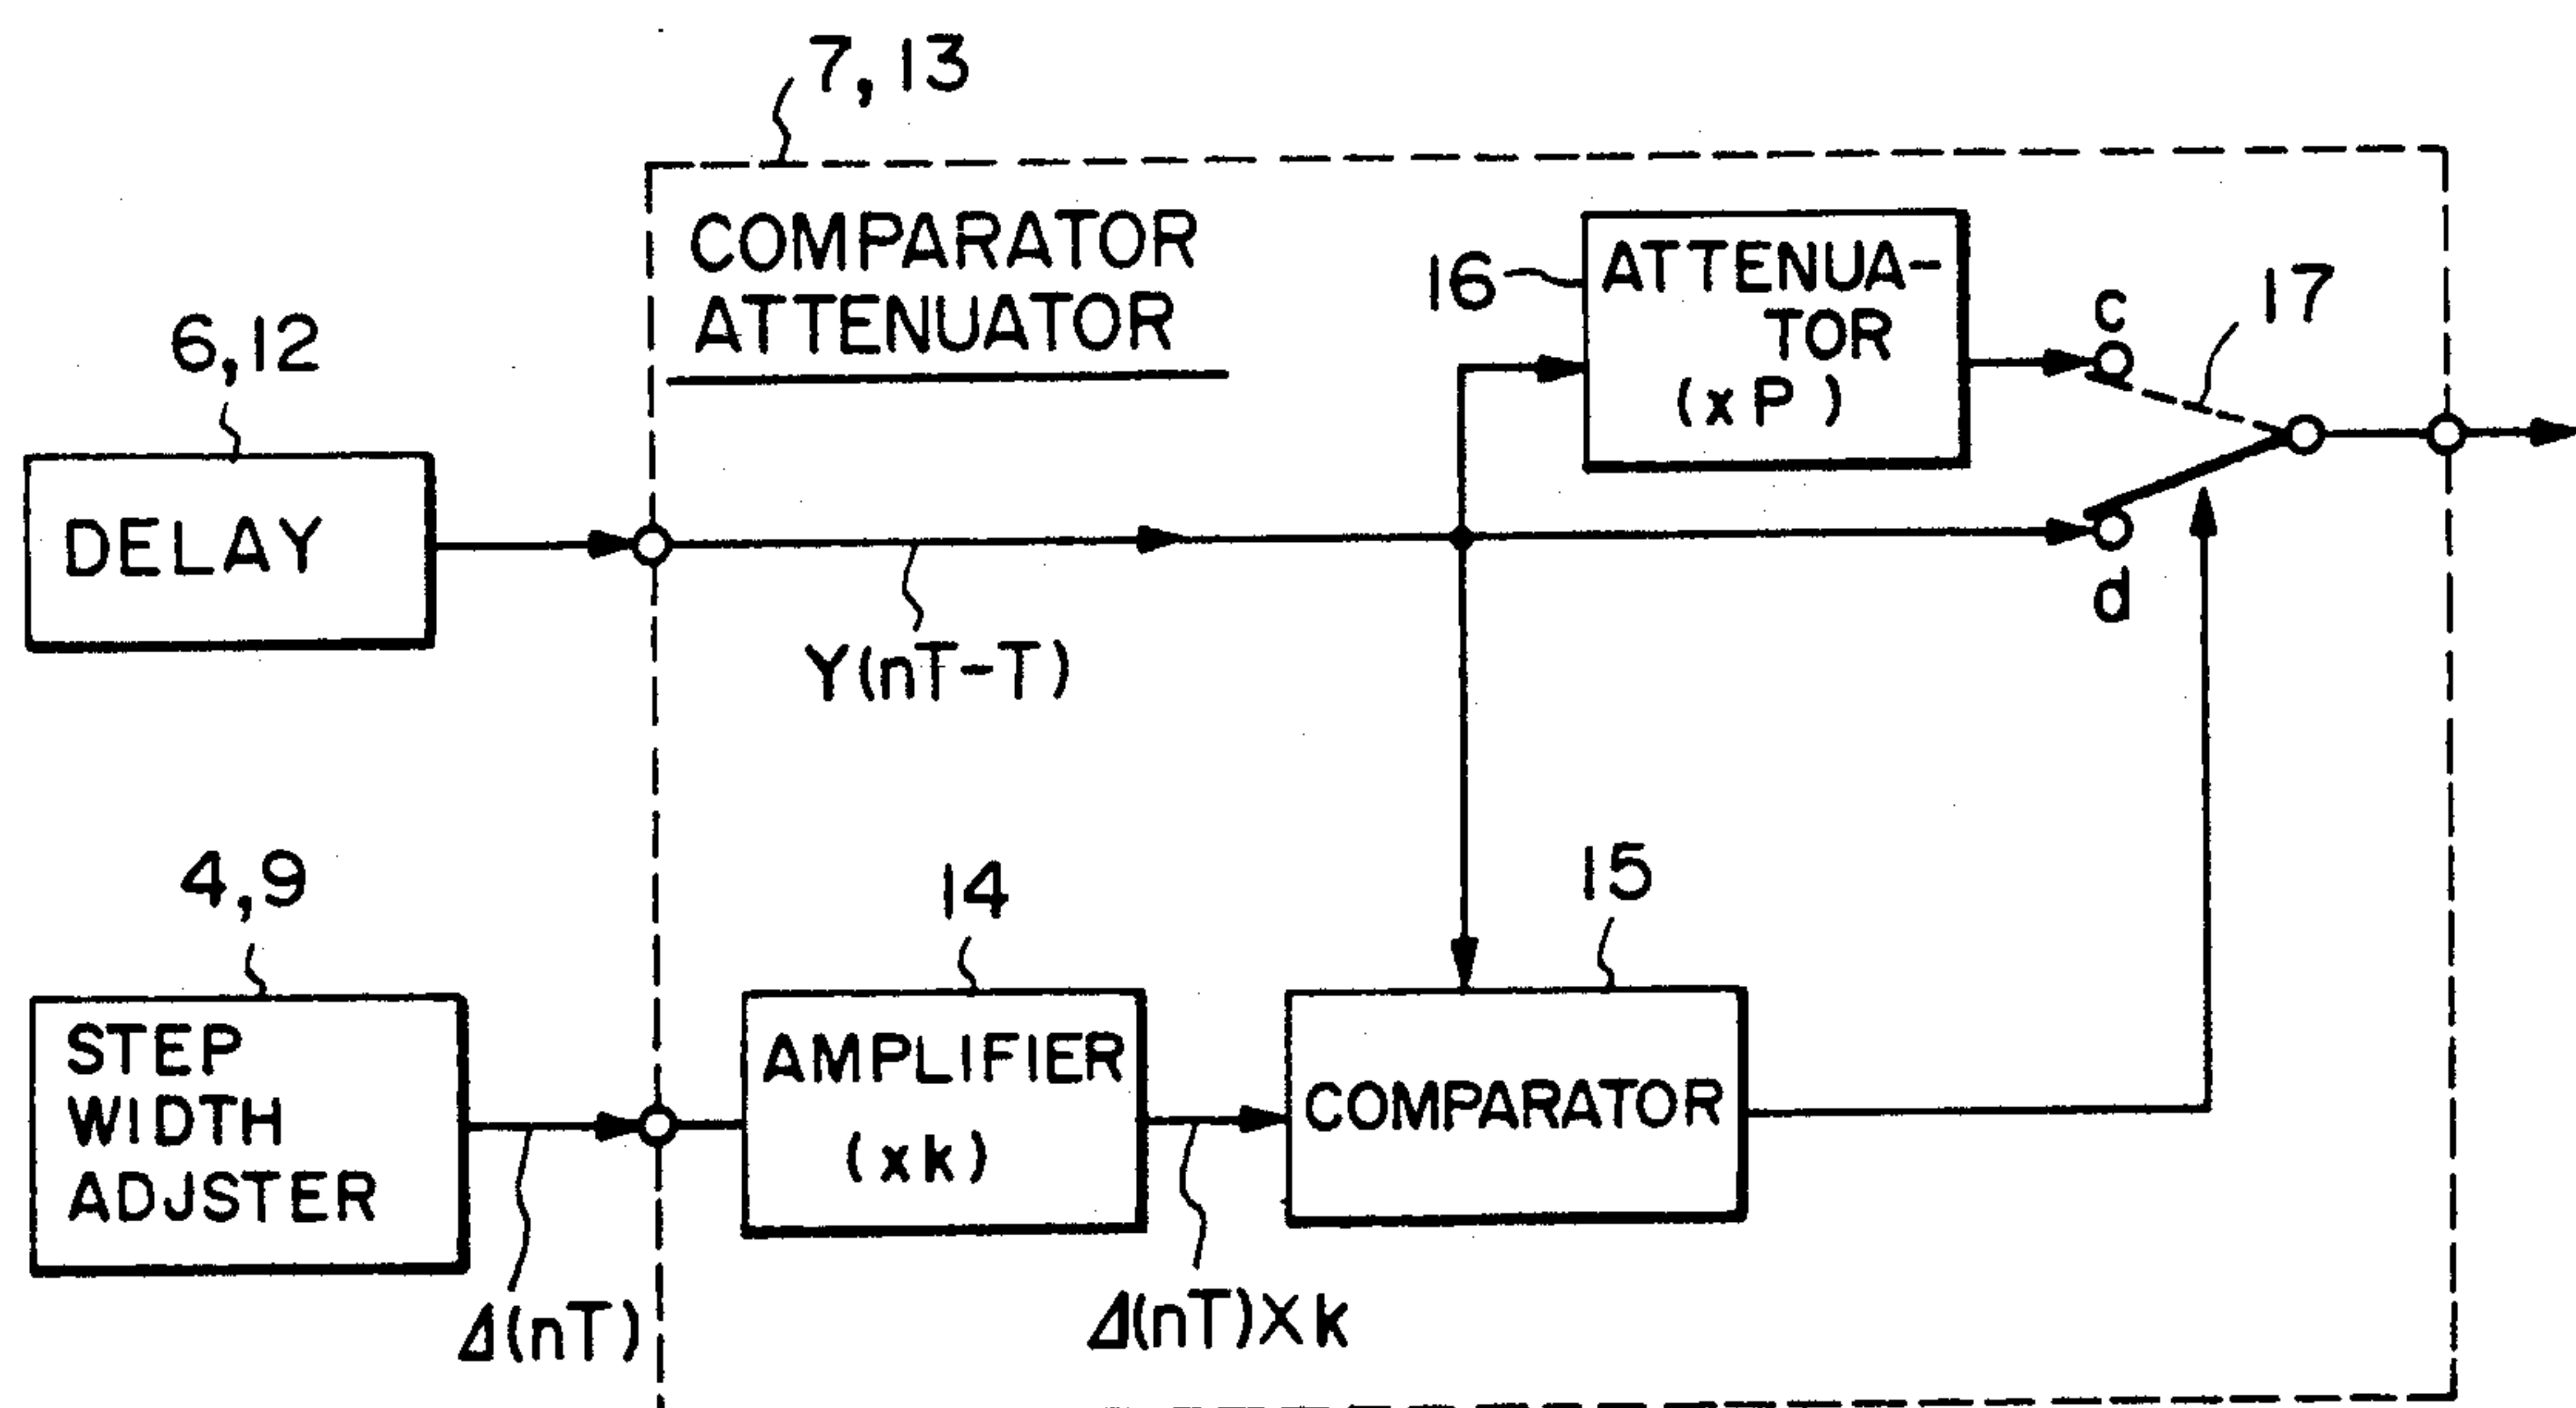 7, 13
COMPARATOR
ATTENUATOR
16
ATTENUA-
TOR
(xP)
c
17
6, 12
DELAY
d
Y(nT-T)
4, 9
STEP
WIDTH
ADJSTER
14
AMPLIFIER
(xk)
15
COMPARATOR
Δ(nT)
Δ(nT)Xk